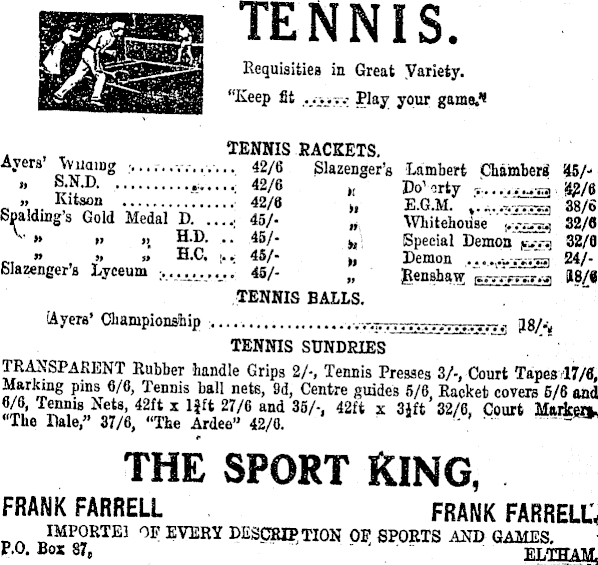 TENNIS.
Requisities in Great Variety.
"Keep fit ...... Play your game."
TENNIS RACKETS.
Ayers' Wilding ............. 42/6
" S.N.D. ............. 42/6
" Kitson ............. 42/6
Spalding's Gold Medal D. .... 45/-
" " " H.D. .. 45/-
" " " H.C. .. 45/-
Slazenger's Lyceum .......... 45/-
Slazenger's Lambert Chambers 45/-
" Doherty ........... 42/6
" E.G.M. ........... 38/6
" Whitehouse ....... 32/6
" Special Demon .... 32/6
" Demon ............ 24/-
" Renshaw .......... 18/6
TENNIS BALLS.
Ayers' Championship ........................................ 18/-
TENNIS SUNDRIES
TRANSPARENT Rubber handle Grips 2/-, Tennis Presses 3/-, Court Tapes 17/6,
Marking pins 6/6, Tennis ball nets, 9d, Centre guides 5/6, Racket covers 5/6 and
6/6, Tennis Nets, 42ft x 1¾ft 27/6 and 35/-, 42ft x 3½ft 32/6, Court Markers
"The Dale," 37/6, "The Ardee" 42/6.
THE SPORT KING,
FRANK FARRELL FRANK FARRELL,
IMPORTER OF EVERY DESCRIPTION OF SPORTS AND GAMES.
P.O. Box 87, ELTHAM.